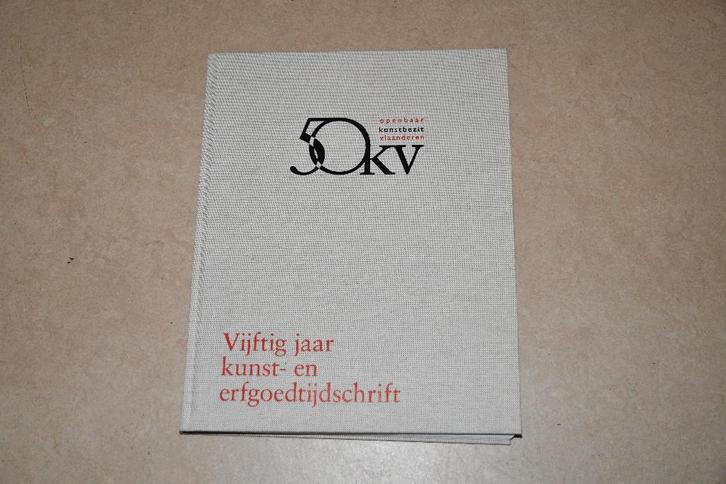 openbaar
kunstbezit
vlaanderen
50kv
Vijftig jaar
kunst- en
erfgoedtijdschrift